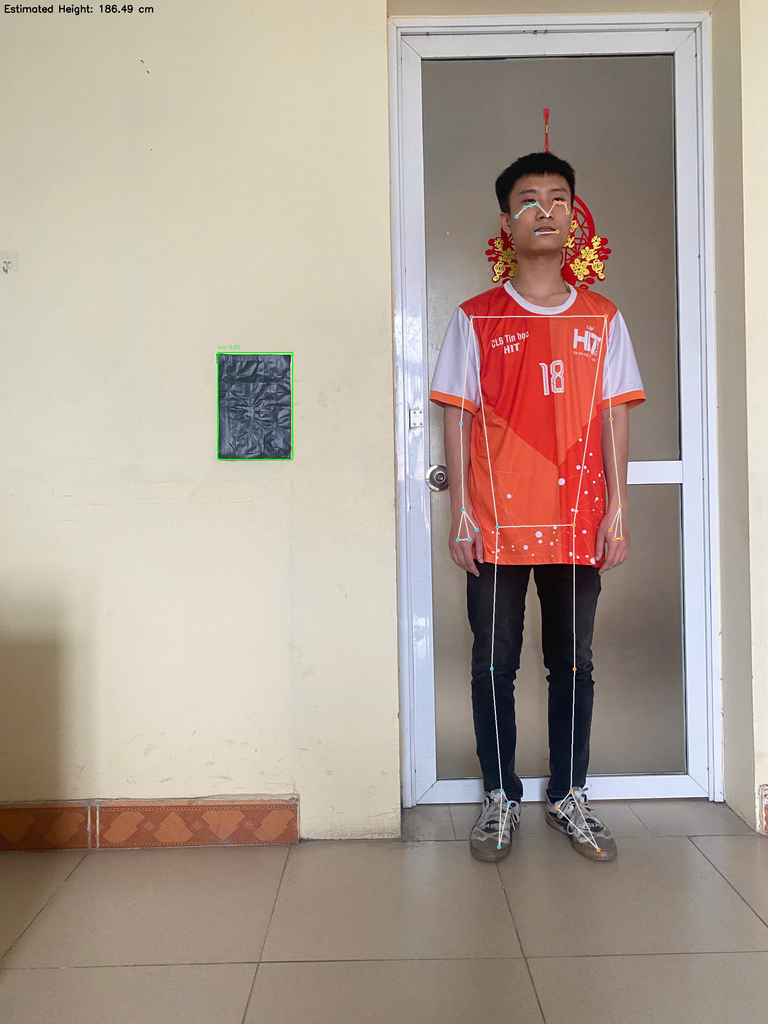 Estimated Height: 186.49 cm
CLB Tin học
HIT
HIT
18